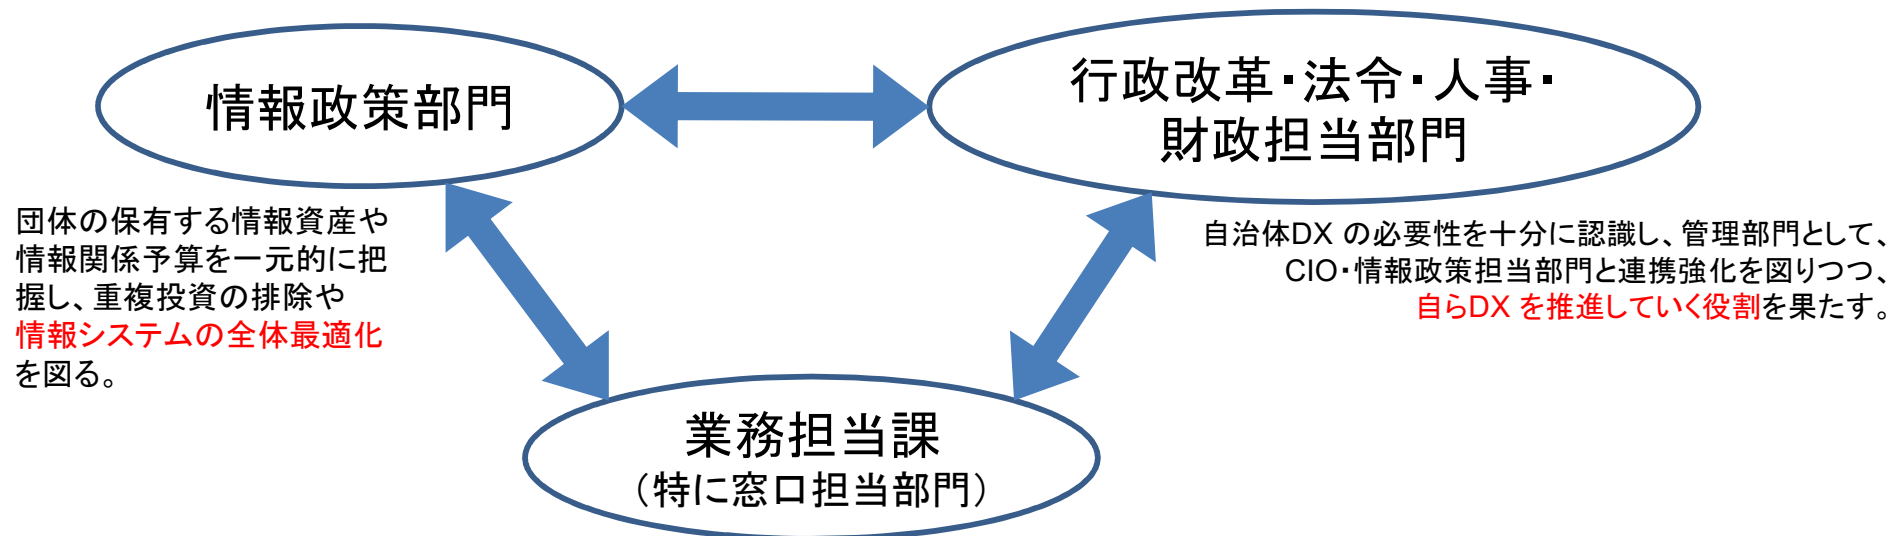 情報政策部門
行政改革・法令・人事・
財政担当部門
団体の保有する情報資産や
情報関係予算を一元的に把
握し、重複投資の排除や
情報システムの全体最適化
を図る。
自治体DX の必要性を十分に認識し、管理部門として、
CIO・情報政策担当部門と連携強化を図りつつ、
自らDX を推進していく役割を果たす。
業務担当課
（特に窓口担当部門）